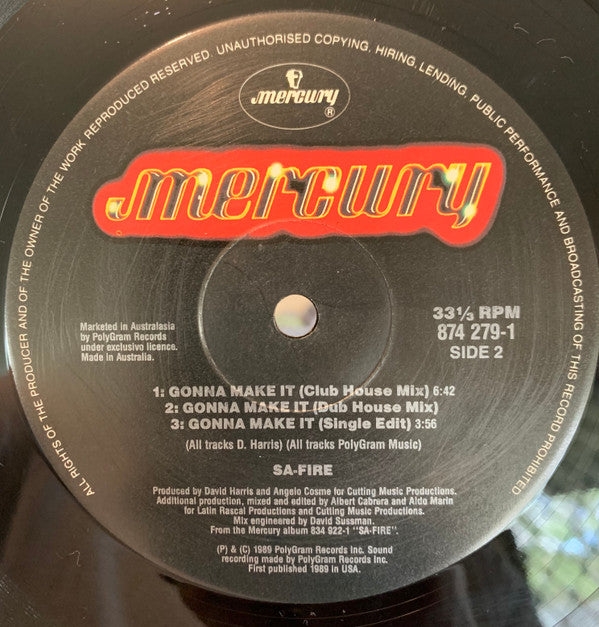 ALL RIGHTS OF THE PRODUCER AND OF THE OWNER OF THE WORK REPRODUCED RESERVED. UNAUTHORISED COPYING, HIRING, LENDING, PUBLIC PERFORMANCE AND BROADCASTING OF THIS RECORD PROHIBITED
mercury
®
mercury
Marketed in Australasia
by PolyGram Records
under exclusive licence.
Made in Australia.
33⅓ RPM
874 279-1
SIDE 2
1: GONNA MAKE IT (Club House Mix) 6:42
2: GONNA MAKE IT (Dub House Mix)
3: GONNA MAKE IT (Single Edit) 3:56
(All tracks D. Harris) (All tracks PolyGram Music)
SA-FIRE
Produced by David Harris and Angelo Cosme for Cutting Music Productions.
Additional production, mixed and edited by Albert Cabrera and Aldo Marin
for Latin Rascal Productions and Cutting Music Productions.
Mix engineered by David Sussman.
From the Mercury album 834 922-1 "SA-FIRE".
(P) & (C) 1989 PolyGram Records Inc. Sound
recording made by PolyGram Records Inc.
First published 1989 in USA.